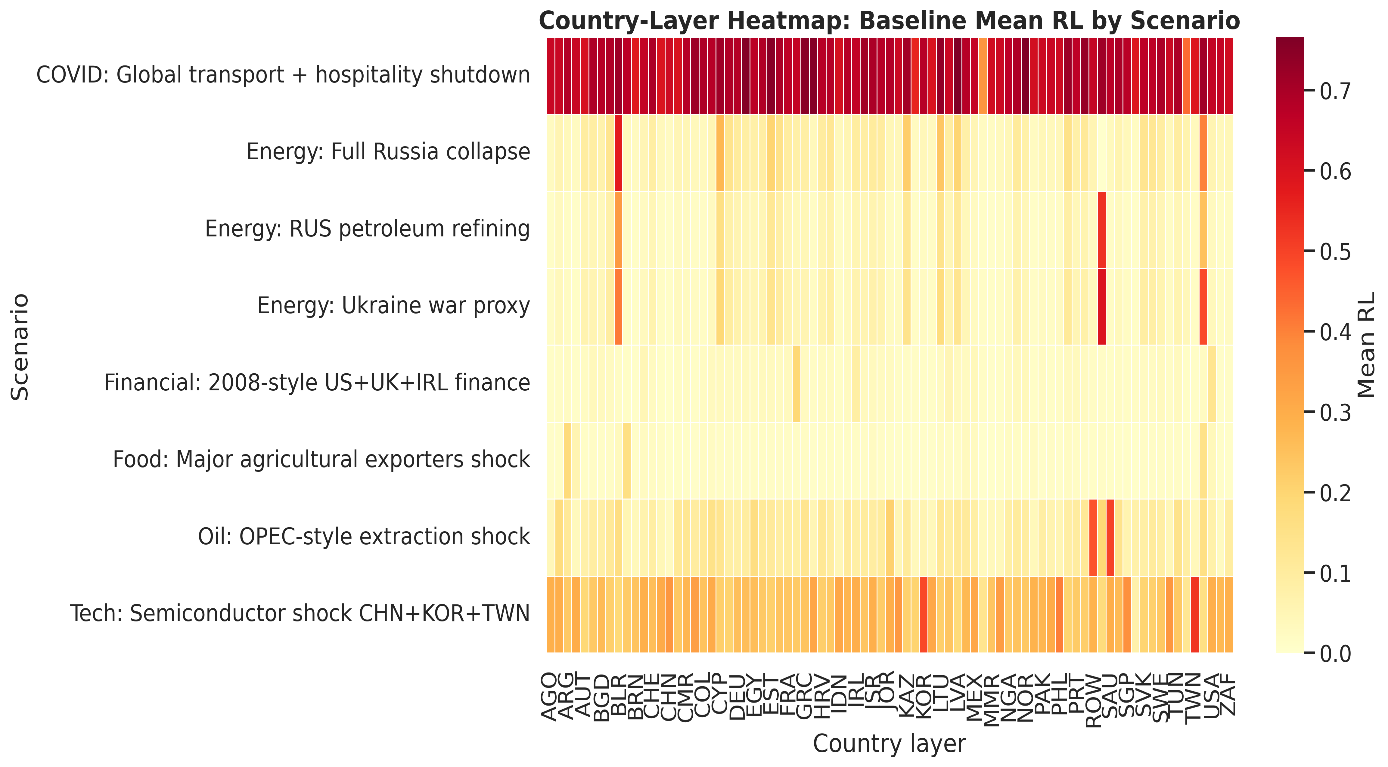 Country-Layer Heatmap: Baseline Mean RL by Scenario
Scenario
COVID: Global transport + hospitality shutdown
Energy: Full Russia collapse
Energy: RUS petroleum refining
Energy: Ukraine war proxy
Financial: 2008-style US+UK+IRL finance
Food: Major agricultural exporters shock
Oil: OPEC-style extraction shock
Tech: Semiconductor shock CHN+KOR+TWN
AGO
ARG
AUT
BGD
BLR
BRN
CHE
CHN
CMR
COL
CYP
DEU
EGY
EST
FRA
GRC
HRV
IDN
IRL
ISR
JOR
KAZ
KOR
LTU
LVA
MEX
MMR
NGA
NOR
PAK
PHL
PRT
ROW
SAU
SGP
SVK
SWE
TUN
TWN
USA
ZAF
Country layer
0.7
0.6
0.5
0.4
0.3
0.2
0.1
0.0
Mean RL